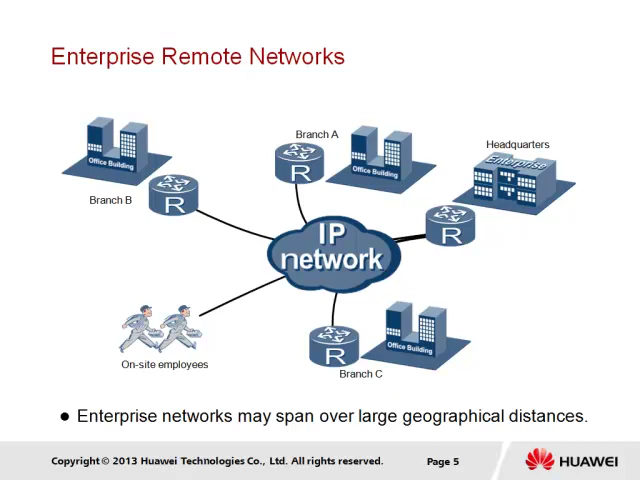 Enterprise Remote Networks
Branch A
Headquarters
Office Building
Office Building
Enterprise
R
Branch B
R
R
IP
network
On-site employees
R
Office Building
Branch C
● Enterprise networks may span over large geographical distances.
Copyright © 2013 Huawei Technologies Co., Ltd. All rights reserved.
Page 5
HUAWEI